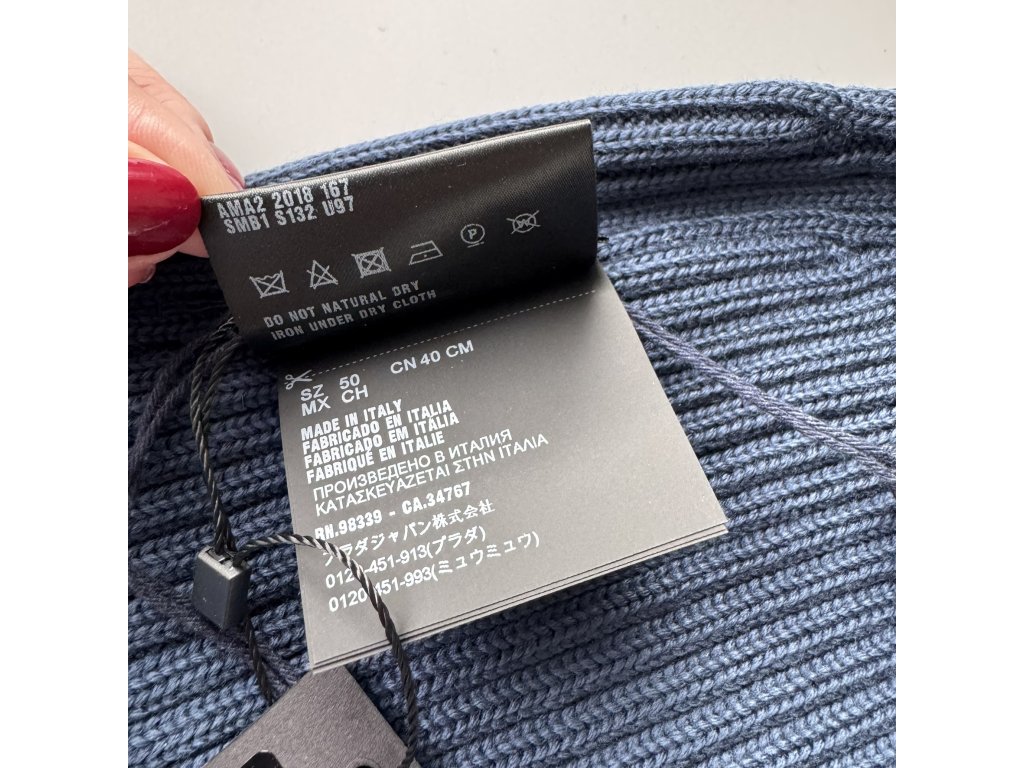 AMA2 2018 167
SMB1 S132 U97
P
DO NOT NATURAL DRY
IRON UNDER DRY CLOTH
SZ 50 CN 40 CM
MX CH
MADE IN ITALY
FABRICADO EN ITALIA
FABRICADO EM ITÁLIA
FABRIQUÉ EN ITALIE
ПРОИЗВЕДЕНО В ИТАЛИЯ
ΚΑΤΑΣΚΕΥΑΖΕΤΑΙ ΣΤΗΝ ΙΤΑΛΙΑ
RN.98339 - CA.34767
プラダジャパン株式会社
0120-451-913(プラダ)
0120-451-993(ミュウミュウ)